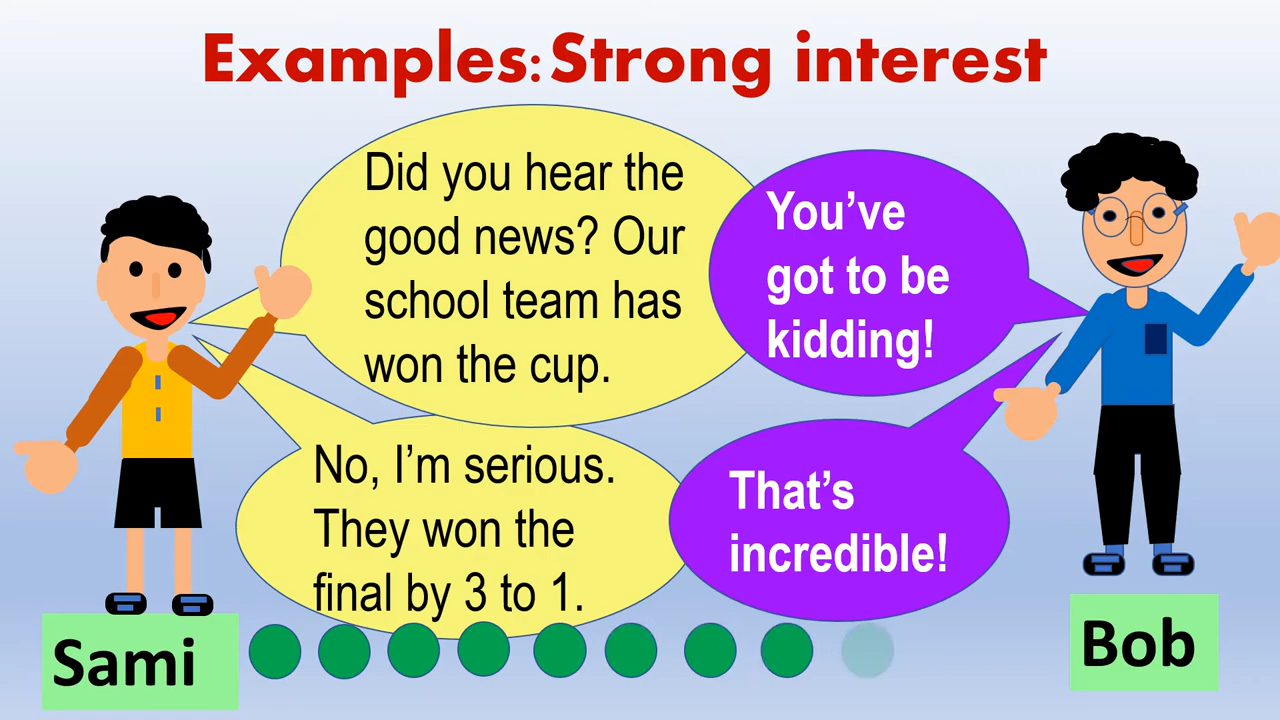 Examples: Strong interest
Did you hear the
good news? Our
school team has
won the cup.
You’ve
got to be
kidding!
No, I’m serious.
They won the
final by 3 to 1.
That’s
incredible!
Sami
Bob